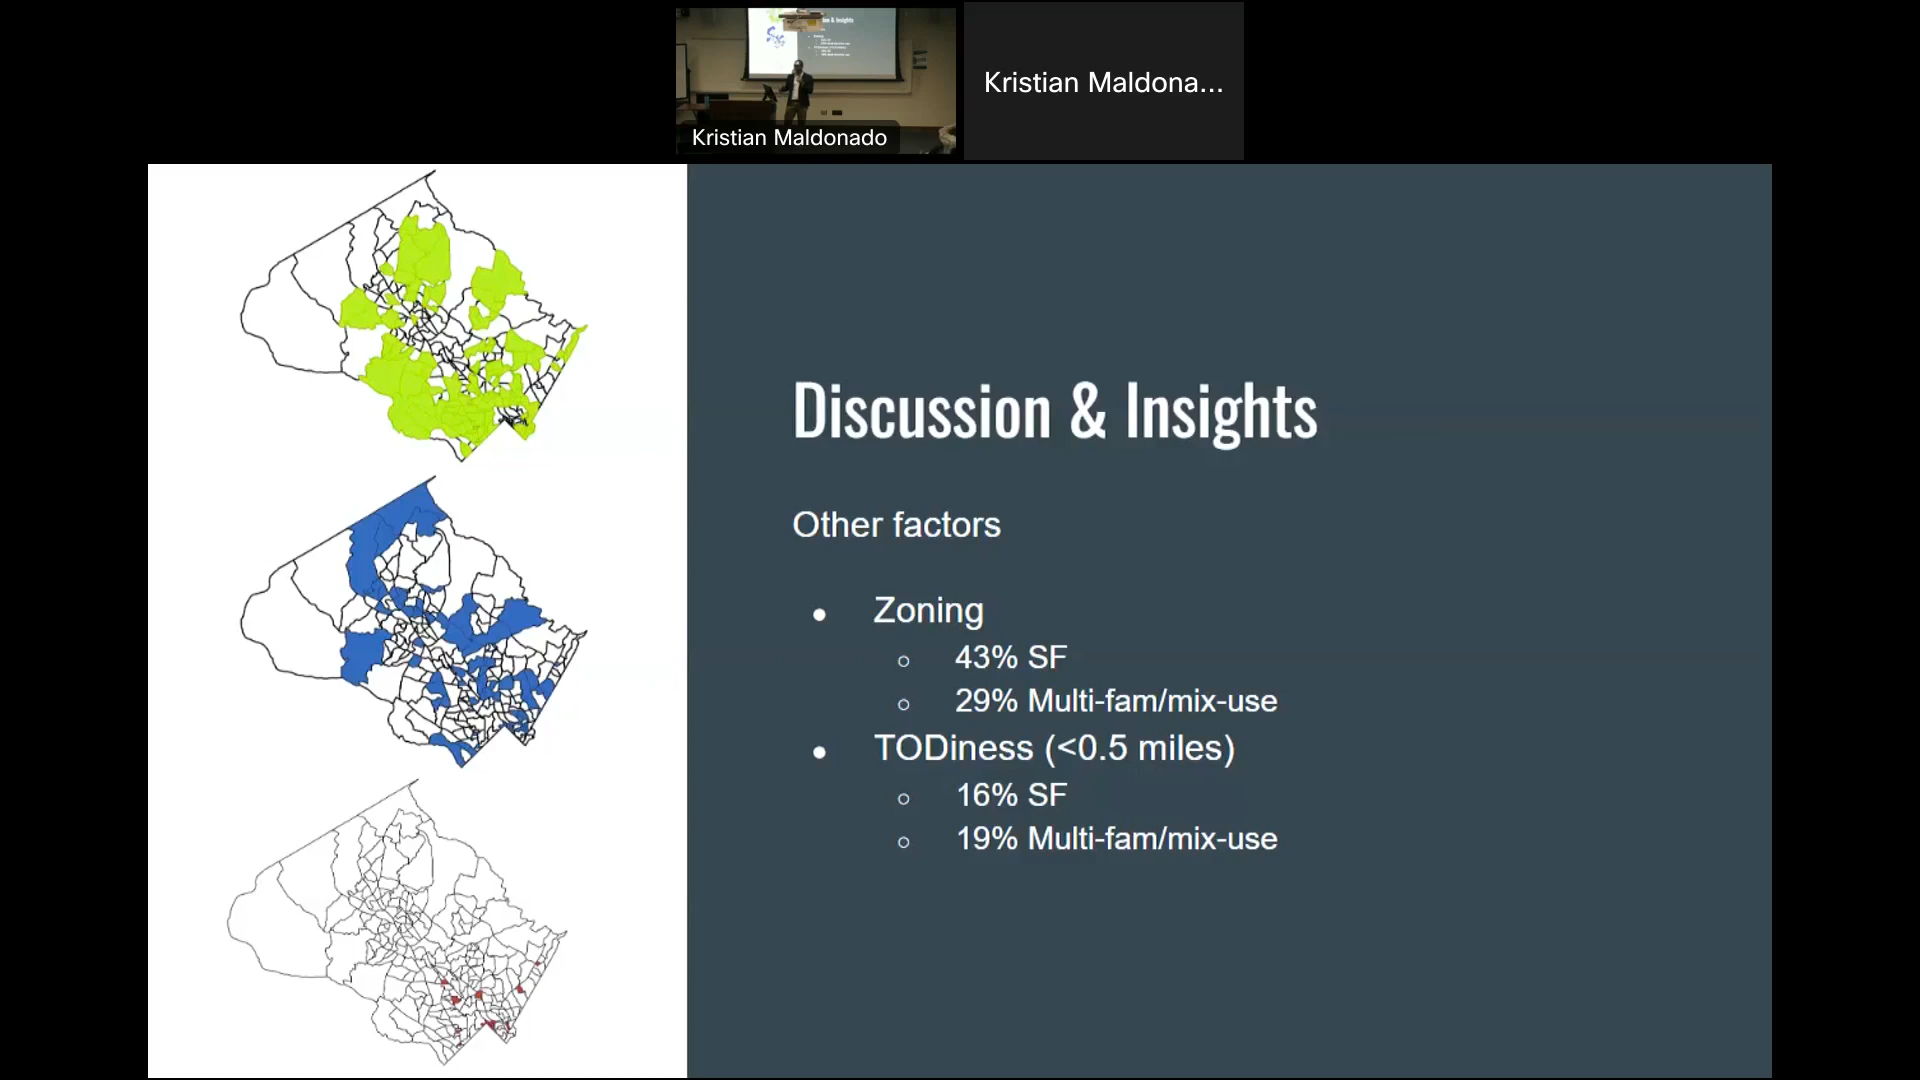 Kristian Maldonado
Kristian Maldona...
Discussion & Insights
Other factors
Zoning
43% SF
29% Multi-fam/mix-use
TODiness (<0.5 miles)
16% SF
19% Multi-fam/mix-use